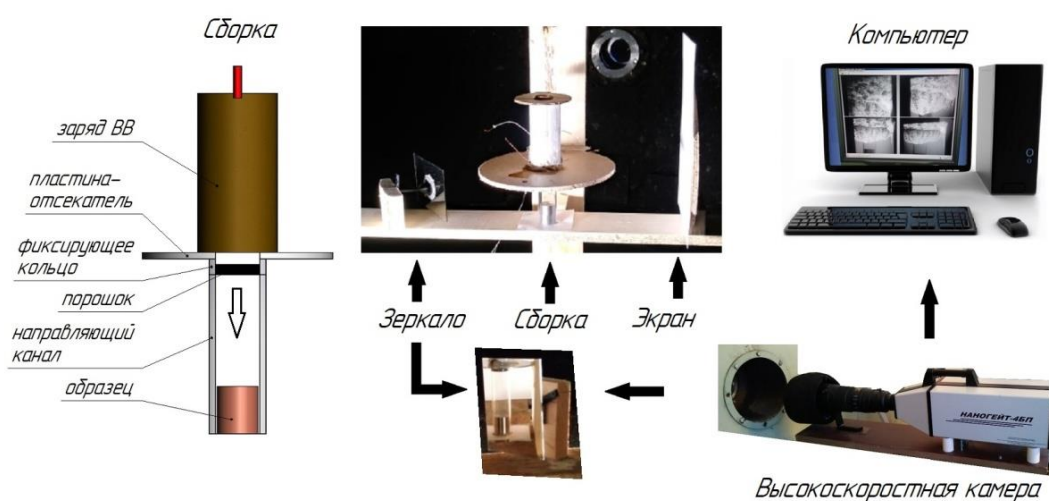 Сборка
заряд ВВ
пластина-
отсекатель
фиксирующее
кольцо
порошок
направляющий
канал
образец
Зеркало
Сборка
Экран
Компьютер
НАНОГЕЙТ-4БП
Высокоскоростная камера